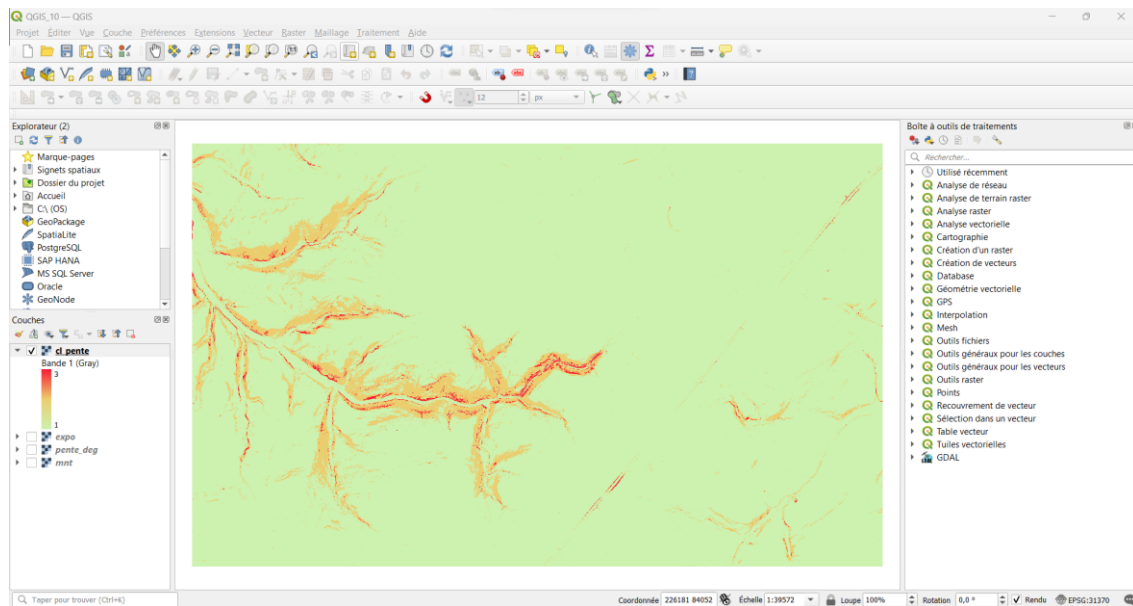 QGIS_10 — QGIS
Projet Éditer Vue Couche Préférences Extensions Vecteur Raster Maillage Traitement Aide
12 px
Explorateur (2)
Marque-pages
Signets spatiaux
Dossier du projet
Accueil
C:\ (OS)
GeoPackage
SpatiaLite
PostgreSQL
SAP HANA
MS SQL Server
Oracle
GeoNode
Couches
cl_pente
Bande 1 (Gray)
3
1
expo
pente_deg
mnt
Boîte à outils de traitements
Rechercher...
Utilisé récemment
Analyse de réseau
Analyse de terrain raster
Analyse raster
Analyse vectorielle
Cartographie
Création d'un raster
Création de vecteurs
Database
Géométrie vectorielle
GPS
Interpolation
Mesh
Outils fichiers
Outils généraux pour les couches
Outils généraux pour les vecteurs
Outils raster
Points
Recouvrement de vecteur
Sélection dans un vecteur
Table vecteur
Tuiles vectorielles
GDAL
Taper pour trouver (Ctrl+K) Coordonnée 226181 84052 Échelle 1:39572 Loupe 100% Rotation 0,0 ° Rendu EPSG:31370